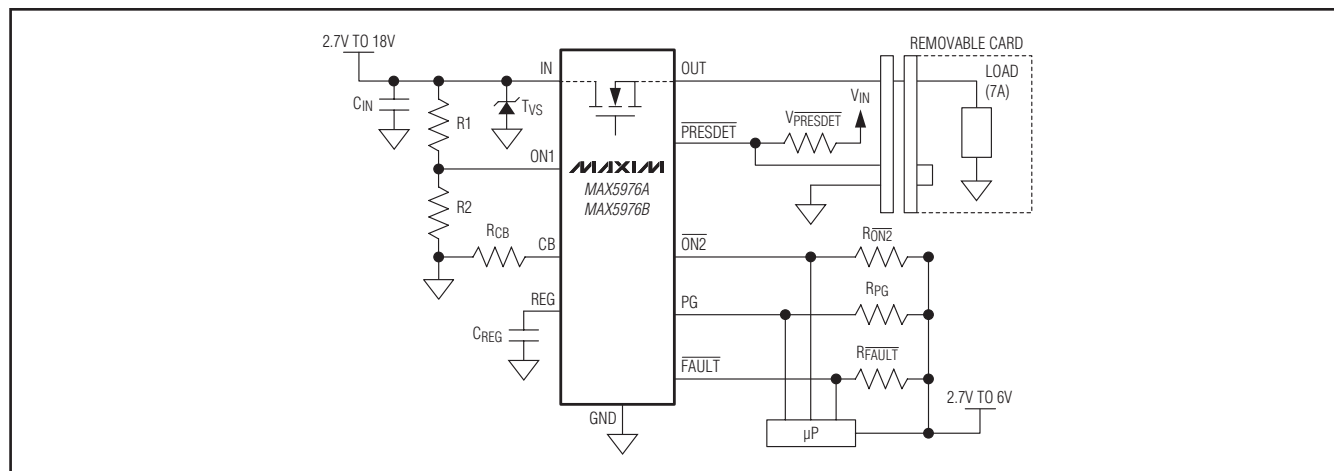 2.7V TO 18V
REMOVABLE CARD
IN
OUT
LOAD
(7A)
CIN
R1
TVS
VIN
VPRESDET
PRESDET
ON1
MAXIM
MAX5976A
MAX5976B
R2
RCB
CB
ON2
RON2
REG
PG
RPG
CREG
FAULT
RFAULT
2.7V TO 6V
GND
µP